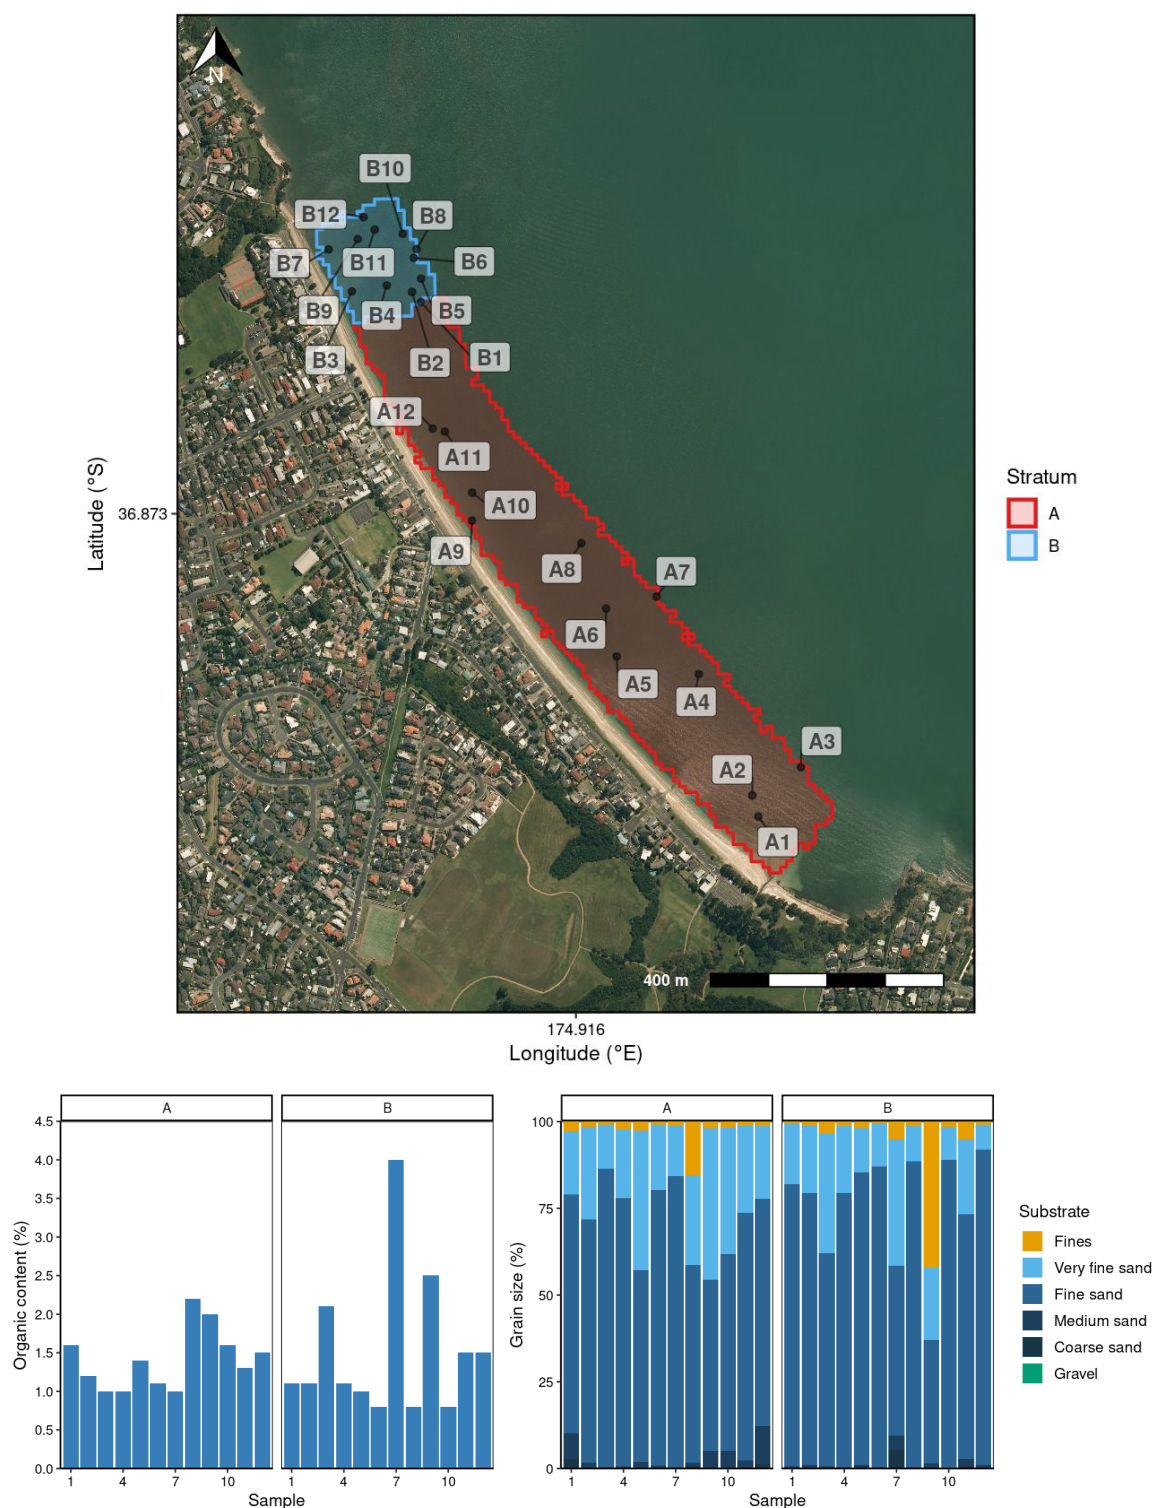 N
B10
B12
B8
B7
B11
B6
B9
B4
B5
B3
B2
B1
A12
A11
A10
A9
A8
A7
A6
A5
A4
A3
A2
A1
400 m
Latitude (°S)
36.873
174.916
Longitude (°E)
Stratum
A
B
A
B
Organic content (%)
4.5
4.0
3.5
3.0
2.5
2.0
1.5
1.0
0.5
0.0
1 4 7 10 1 4 7 10
Sample
A
B
Grain size (%)
100
75
50
25
0
1 4 7 10 1 4 7 10
Sample
Substrate
Fines
Very fine sand
Fine sand
Medium sand
Coarse sand
Gravel